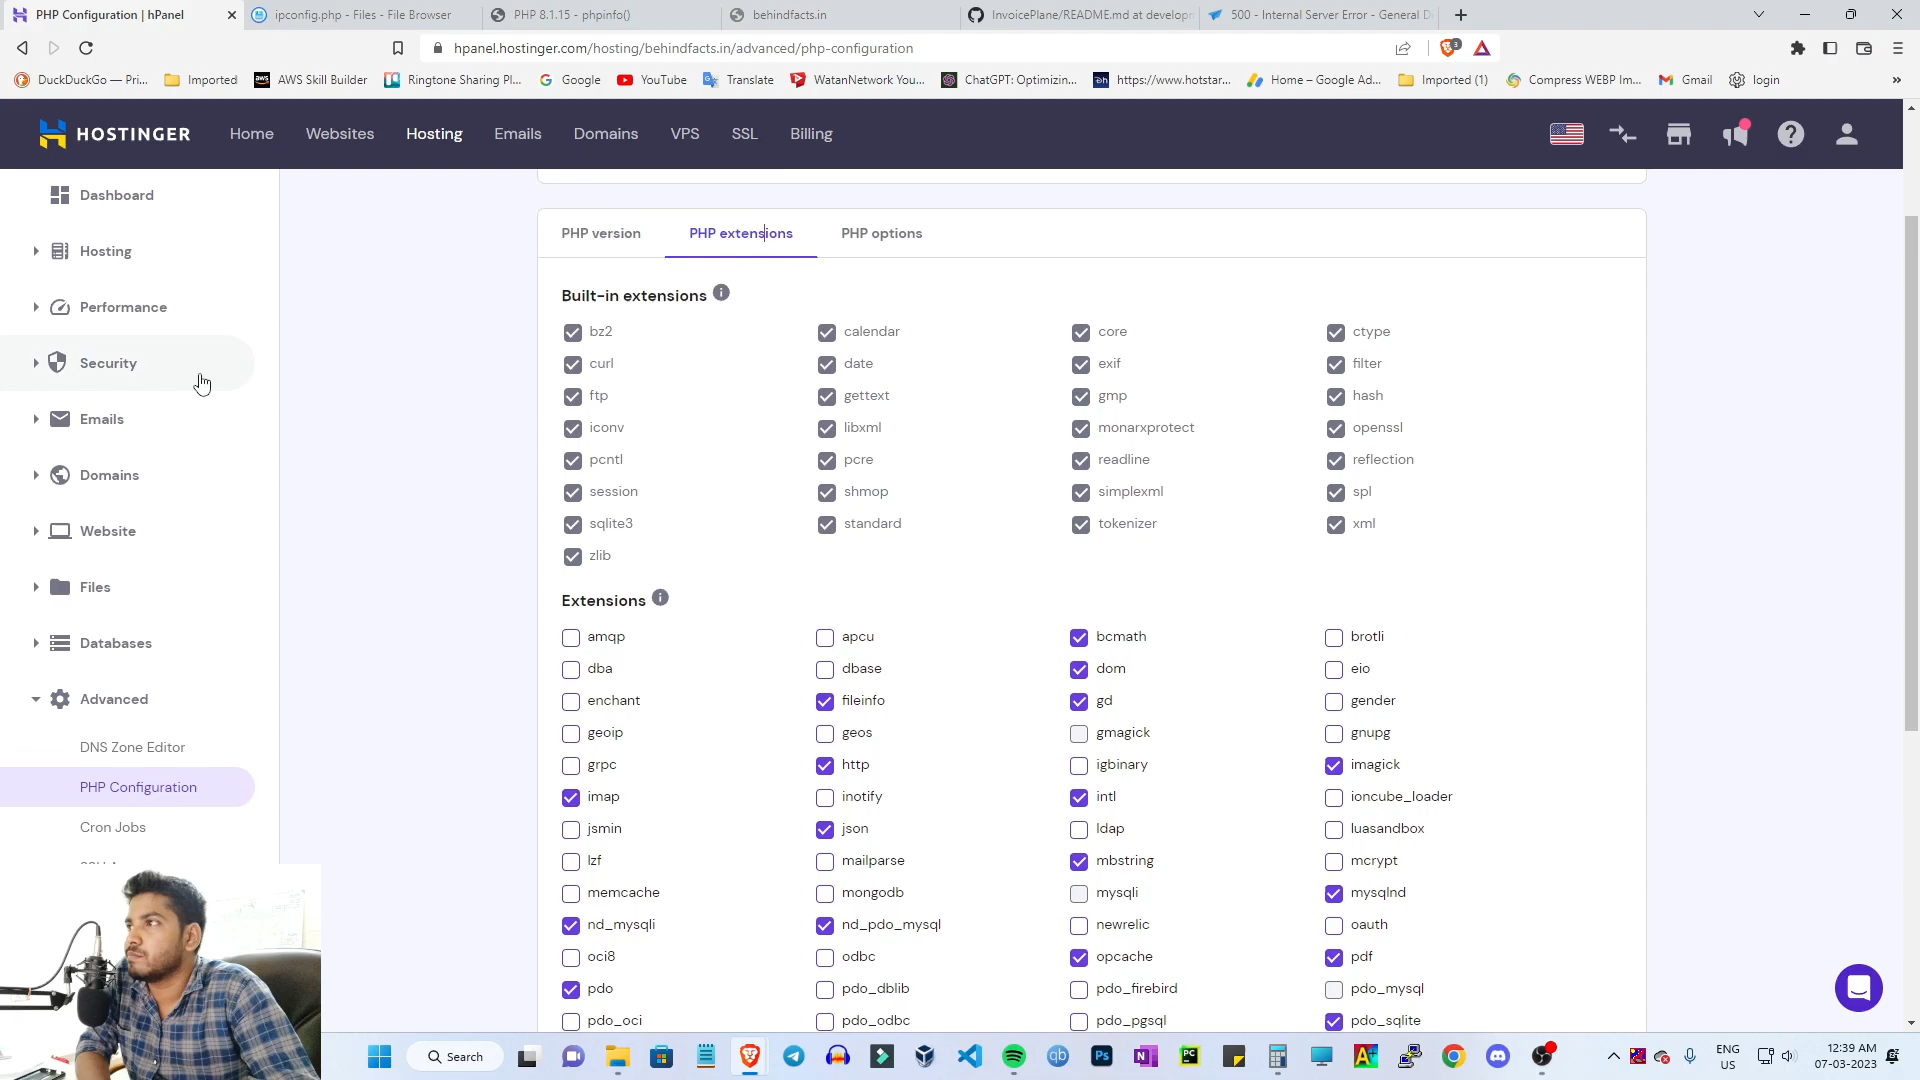 PHP Configuration | hPanel
ipconfig.php - Files - File Browser
PHP 8.1.15 - phpinfo()
behindfacts.in
InvoicePlane/README.md at develop
500 - Internal Server Error - General D
hpanel.hostinger.com/hosting/behindfacts.in/advanced/php-configuration
DuckDuckGo — Pri...
Imported
AWS Skill Builder
Ringtone Sharing Pl...
Google
YouTube
Translate
WatanNetwork You...
ChatGPT: Optimizin...
https://www.hotstar...
Home – Google Ad...
Imported (1)
Compress WEBP Im...
Gmail
login
HOSTINGER
Home
Websites
Hosting
Emails
Domains
VPS
SSL
Billing
Dashboard
Hosting
Performance
Security
Emails
Domains
Website
Files
Databases
Advanced
DNS Zone Editor
PHP Configuration
Cron Jobs
PHP version
PHP extensions
PHP options
Built-in extensions
bz2 calendar core ctype
curl date exif filter
ftp gettext gmp hash
iconv libxml monarxprotect openssl
pcntl pcre readline reflection
session shmop simplexml spl
sqlite3 standard tokenizer xml
zlib
Extensions
amqp apcu bcmath brotli
dba dbase dom eio
enchant fileinfo gd gender
geoip geos gmagick gnupg
grpc http igbinary imagick
imap inotify intl ioncube_loader
jsmin json ldap luasandbox
lzf mailparse mbstring mcrypt
memcache mongodb mysqli mysqlnd
nd_mysqli nd_pdo_mysql newrelic oauth
oci8 odbc opcache pdf
pdo pdo_dblib pdo_firebird pdo_mysql
pdo_oci pdo_odbc pdo_pgsql pdo_sqlite
Search
ENG
US
12:39 AM
07-03-2023